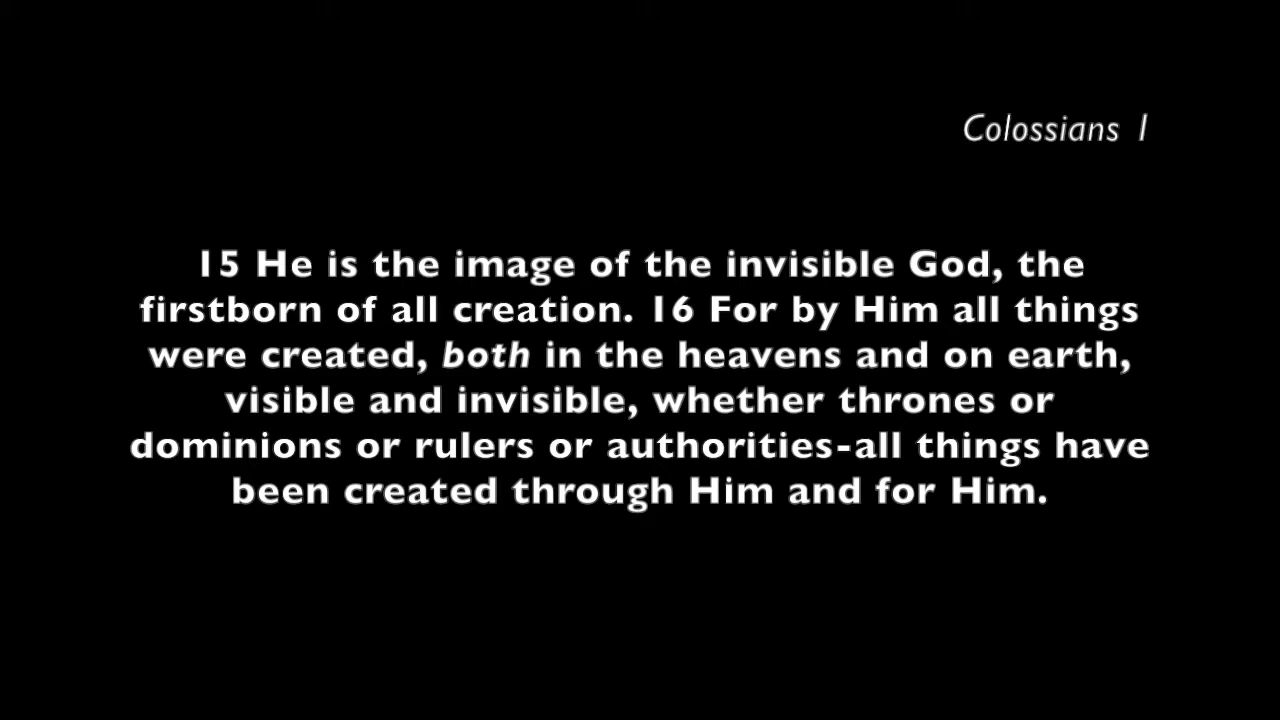 Colossians 1
15 He is the image of the invisible God, the
firstborn of all creation. 16 For by Him all things
were created, both in the heavens and on earth,
visible and invisible, whether thrones or
dominions or rulers or authorities-all things have
been created through Him and for Him.